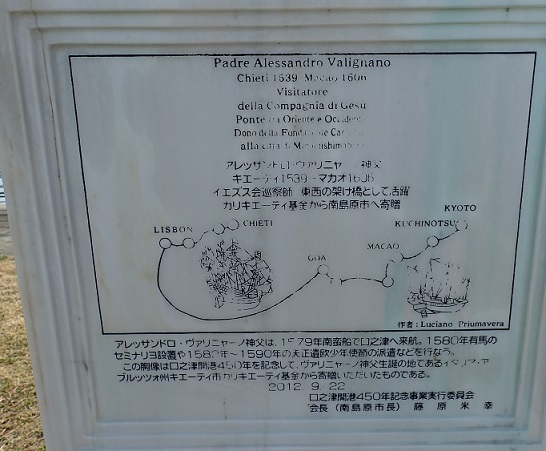 Padre Alessandro Valignano
Chieti 1539 Macao 1606
Visitatore
della Compagnia di Gesu
Ponte tra Oriente e Occidente
Dono della Fondazione
alla citta di Minamishimabara
アレッサンドロ・ヴァリニャーノ神父
キエーティ1539-マカオ1606
イエズス会巡察師 東西の架け橋として活躍
カリキエーティ基金から南島原市へ寄贈
LISBON
CHIETI
GOA
MACAO
KUCHINOTSU
KYOTO
作者：Luciano Priumavera
アレッサンドロ・ヴァリニャーノ神父は、1579年南蛮船で口之津へ来航。1580年有馬の
セミナリヨ設置や1582年～1590年の天正遣欧少年使節の派遣などを行なう。
この胸像は口之津開港450年を記念して、ヴァリニャーノ神父生誕の地であるイタリア・ア
ブルッツォ州キエーティ市カリキエーティ基金から寄贈いただいたものである。
2012.9.22
口之津開港450年記念事業実行委員会
会長（南島原市長） 藤原米幸